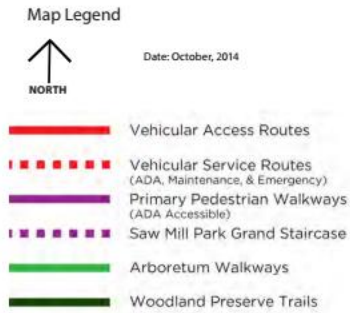 Map Legend
Date: October, 2014
NORTH
Vehicular Access Routes
Vehicular Service Routes
(ADA, Maintenance, & Emergency)
Primary Pedestrian Walkways
(ADA Accessible)
Saw Mill Park Grand Staircase
Arboretum Walkways
Woodland Preserve Trails